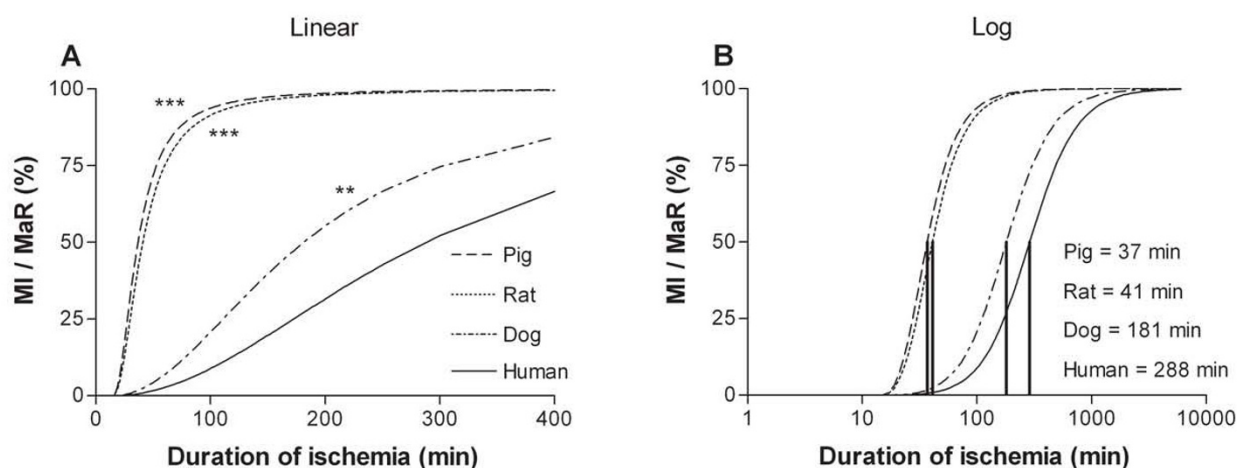 Linear
A
***
***
**
100
75
50
25
0
MI / MaR (%)
Pig
Rat
Dog
Human
0 100 200 300 400
Duration of ischemia (min)
Log
B
100
75
50
25
0
MI / MaR (%)
Pig = 37 min
Rat = 41 min
Dog = 181 min
Human = 288 min
1 10 100 1000 10000
Duration of ischemia (min)